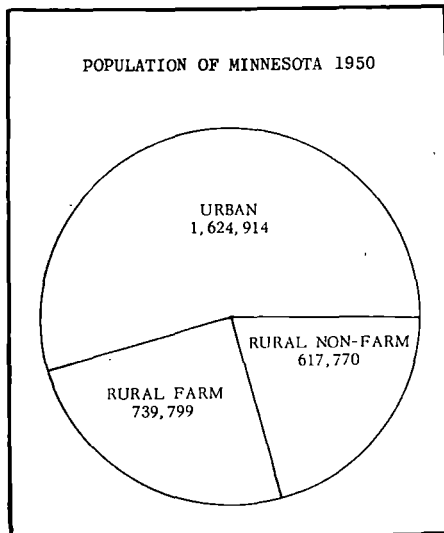 POPULATION OF MINNESOTA 1950
URBAN
1,624,914
RURAL NON-FARM
617,770
RURAL FARM
739,799